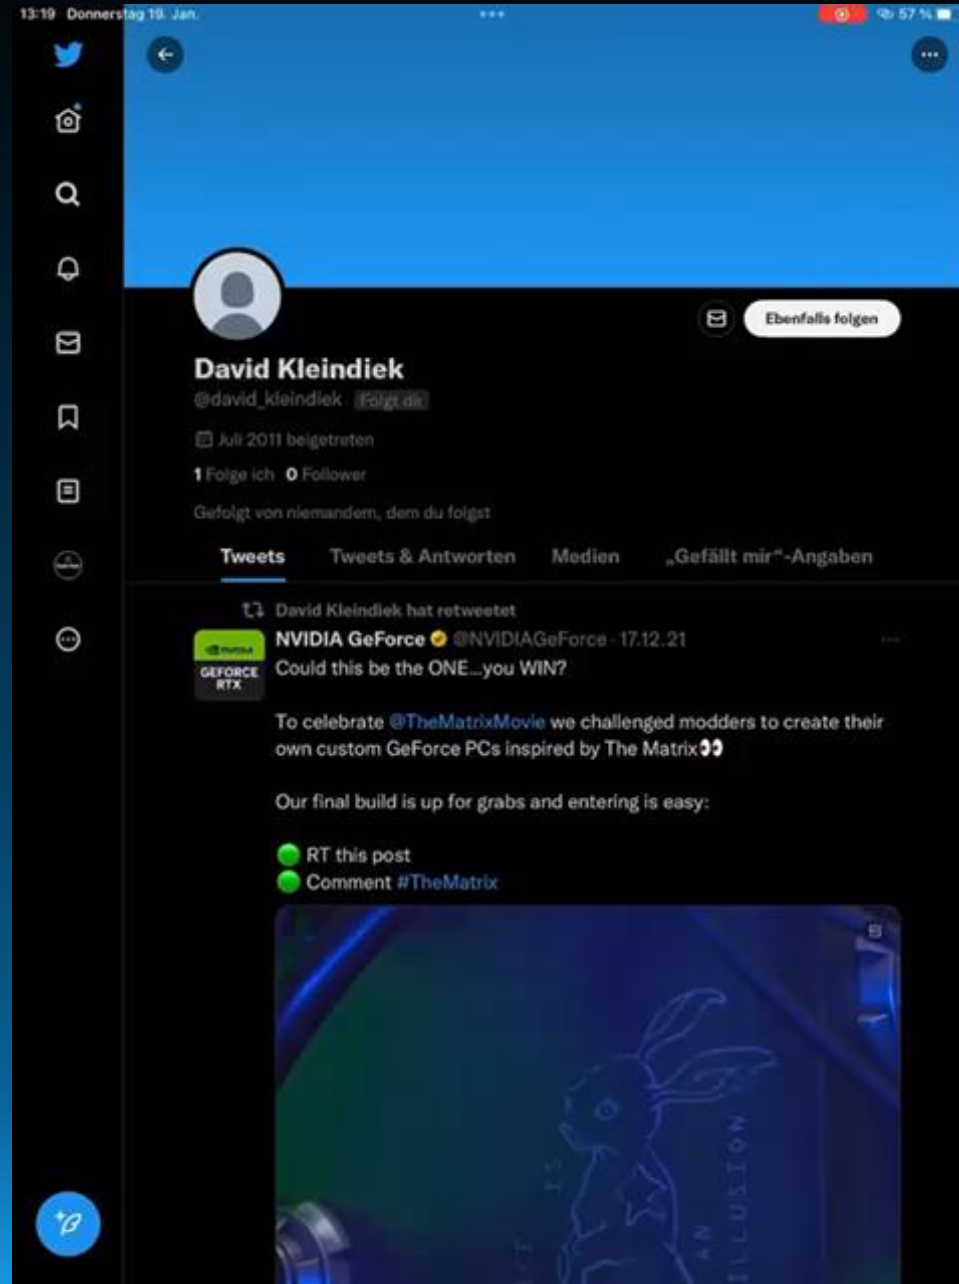 13:19 Donnerstag 19. Jan.
57 %
Ebenfalls folgen
David Kleindiek
@david_kleindiek Folgt dir
Juli 2011 beigetreten
1 Folge ich 0 Follower
Gefolgt von niemandem, dem du folgst
Tweets Tweets & Antworten Medien „Gefällt mir“-Angaben
David Kleindiek hat retweetet
NVIDIA GeForce @NVIDIAGeForce · 17.12.21
NVIDIA
GEFORCE
RTX
Could this be the ONE...you WIN?
To celebrate @TheMatrixMovie we challenged modders to create their
own custom GeForce PCs inspired by The Matrix👀
Our final build is up for grabs and entering is easy:
🟢 RT this post
🟢 Comment #TheMatrix
IS
AN
ILLUSION